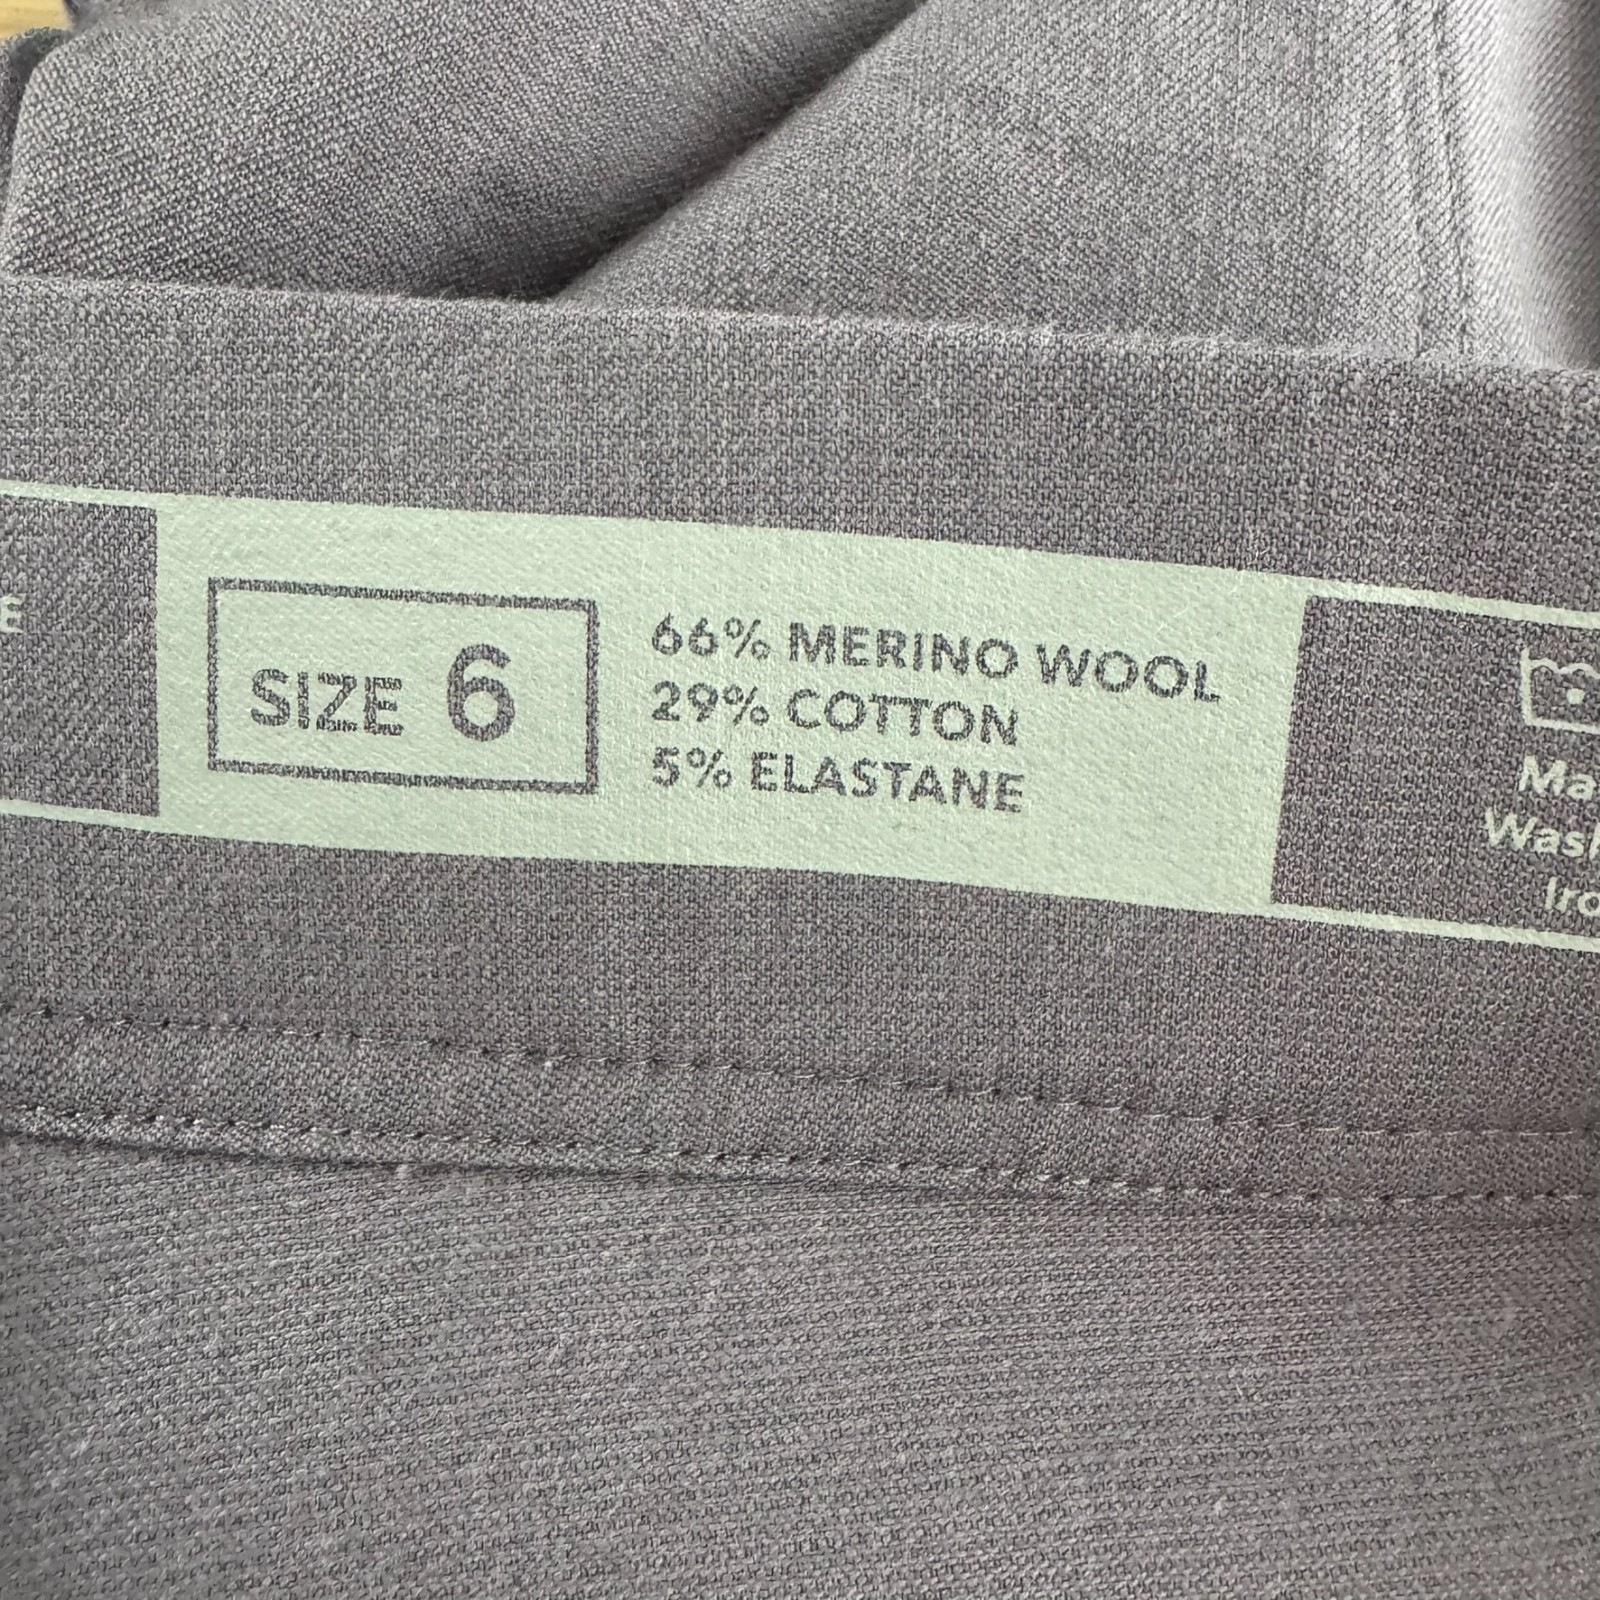 SIZE 6
66% MERINO WOOL
29% COTTON
5% ELASTANE